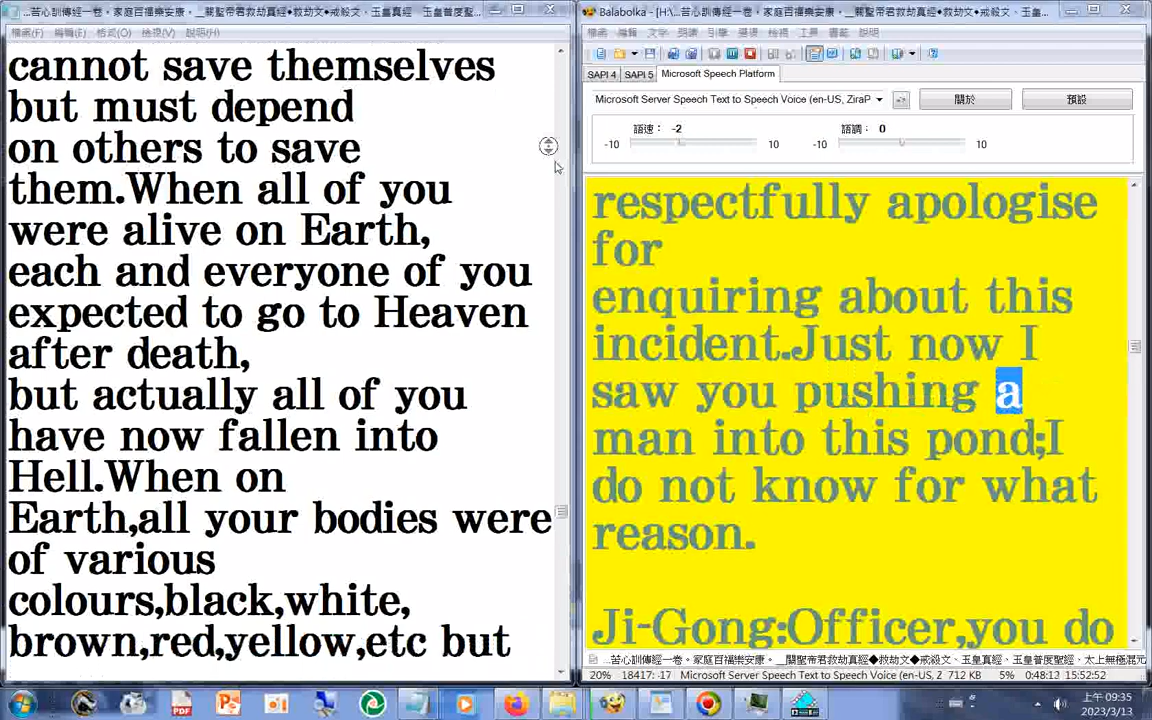 ...苦心訓傳經一卷。家庭百福樂安康。__關聖帝君救劫真經◆救劫文◆戒殺文、玉皇真經　玉皇普度聖經...
檔案(F) 編輯(E) 格式(O) 檢視(V) 說明(H)
cannot save themselves
but must depend
on others to save
them.When all of you
were alive on Earth,
each and everyone of you
expected to go to Heaven
after death,
but actually all of you
have now fallen into
Hell.When on
Earth,all your bodies were
of various
colours,black,white,
brown,red,yellow,etc but
Balabolka - [H:\...苦心訓傳經一卷。家庭百福樂安康。__關聖帝君救劫真經◆救劫文◆戒殺文、玉皇真...
檔案 編輯 文字 朗讀 引擎 選項 檢視 工具 書籤 說明
SAPI 4 SAPI 5 Microsoft Speech Platform
Microsoft Server Speech Text to Speech Voice (en-US, ZiraP
關於
預設
語速： -2
語調： 0
-10 10 -10 10
respectfully apologise
for
enquiring about this
incident.Just now I
saw you pushing a
man into this pond;I
do not know for what
reason.
Ji-Gong:Officer,you do
...苦心訓傳經一卷。家庭百福樂安康。__關聖帝君救劫真經◆救劫文◆戒殺文、玉皇真經、玉皇普度聖經、太上無極混元
20% 18417: -17 Microsoft Server Speech Text to Speech Voice (en-US, Z 712 KB 5% 0:48:12 15:52:52
上午 09:35
2023/3/13